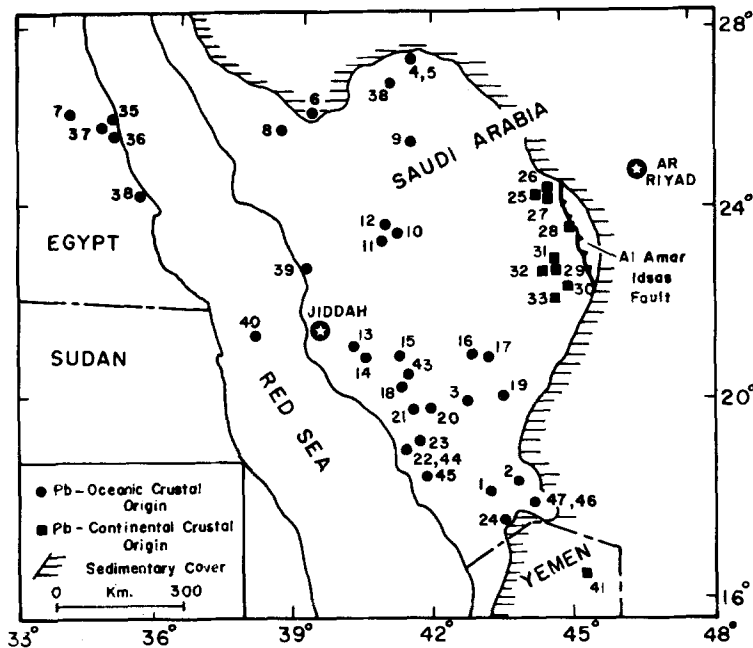 28°
4,5
38
6
7
35
37
36
8
9
SAUDI ARABIA
AR
RIYAD
38
26
25
27
24°
EGYPT
12
10
11
28
31
Al Amar
Idsas
Fault
32
29
30
33
39
JIDDAH
40
SUDAN
RED SEA
13
14
15
43
16
17
18
3
19
20°
21
20
23
22,44
45
1
2
47,46
24
YEMEN
41
16°
Pb-Oceanic Crustal
Origin
Pb-Continental Crustal
Origin
Sedimentary Cover
0 Km. 300
33° 36° 39° 42° 45° 48°